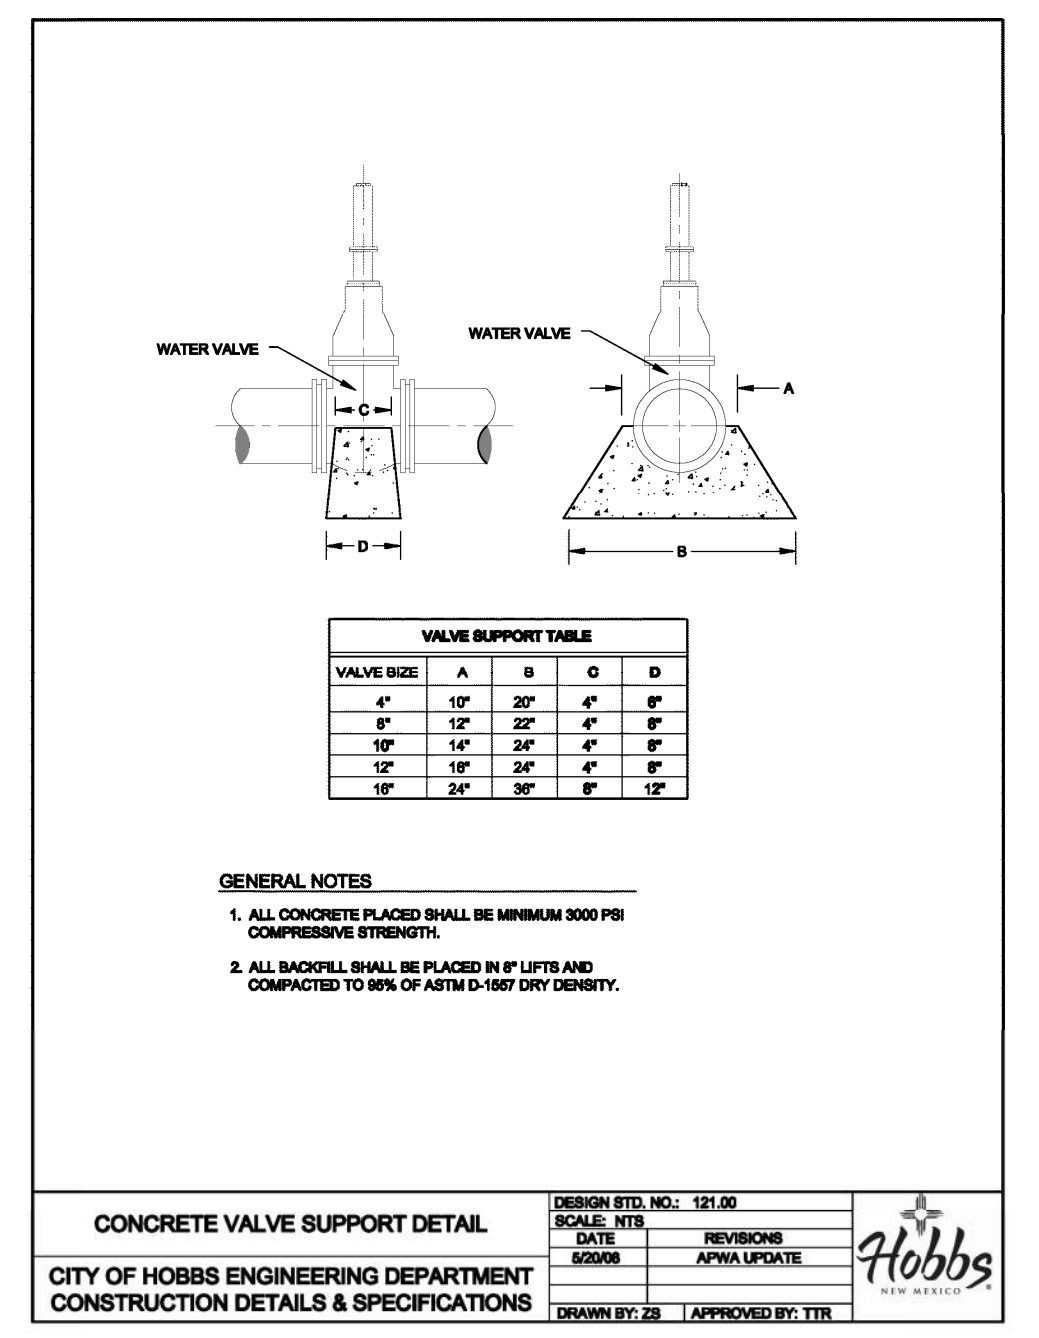 WATER VALVE
WATER VALVE
A
C
D
B
VALVE SUPPORT TABLE
VALVE SIZE A B C D
4" 10" 20" 4" 6"
8" 12" 22" 4" 8"
10" 14" 24" 4" 8"
12" 16" 24" 4" 8"
16" 24" 36" 8" 12"
GENERAL NOTES
1. ALL CONCRETE PLACED SHALL BE MINIMUM 3000 PSI
COMPRESSIVE STRENGTH.
2. ALL BACKFILL SHALL BE PLACED IN 8" LIFTS AND
COMPACTED TO 95% OF ASTM D-1557 DRY DENSITY.
CONCRETE VALVE SUPPORT DETAIL
CITY OF HOBBS ENGINEERING DEPARTMENT
CONSTRUCTION DETAILS & SPECIFICATIONS
DESIGN STD. NO.: 121.00
SCALE: NTS
DATE REVISIONS
5/20/08 APWA UPDATE
DRAWN BY: ZS APPROVED BY: TTR
Hobbs
NEW MEXICO ®